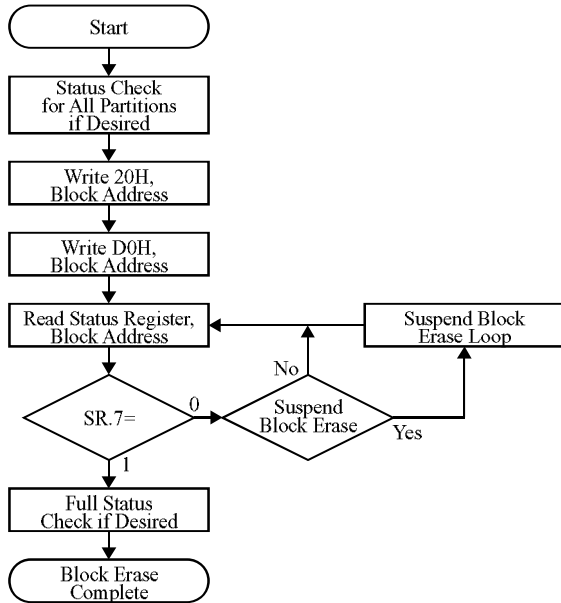 Start
Status Check
for All Partitions
if Desired
Write 20H,
Block Address
Write D0H,
Block Address
Read Status Register,
Block Address
Suspend Block
Erase Loop
No
SR.7=
0
Suspend
Block Erase
Yes
1
Full Status
Check if Desired
Block Erase
Complete